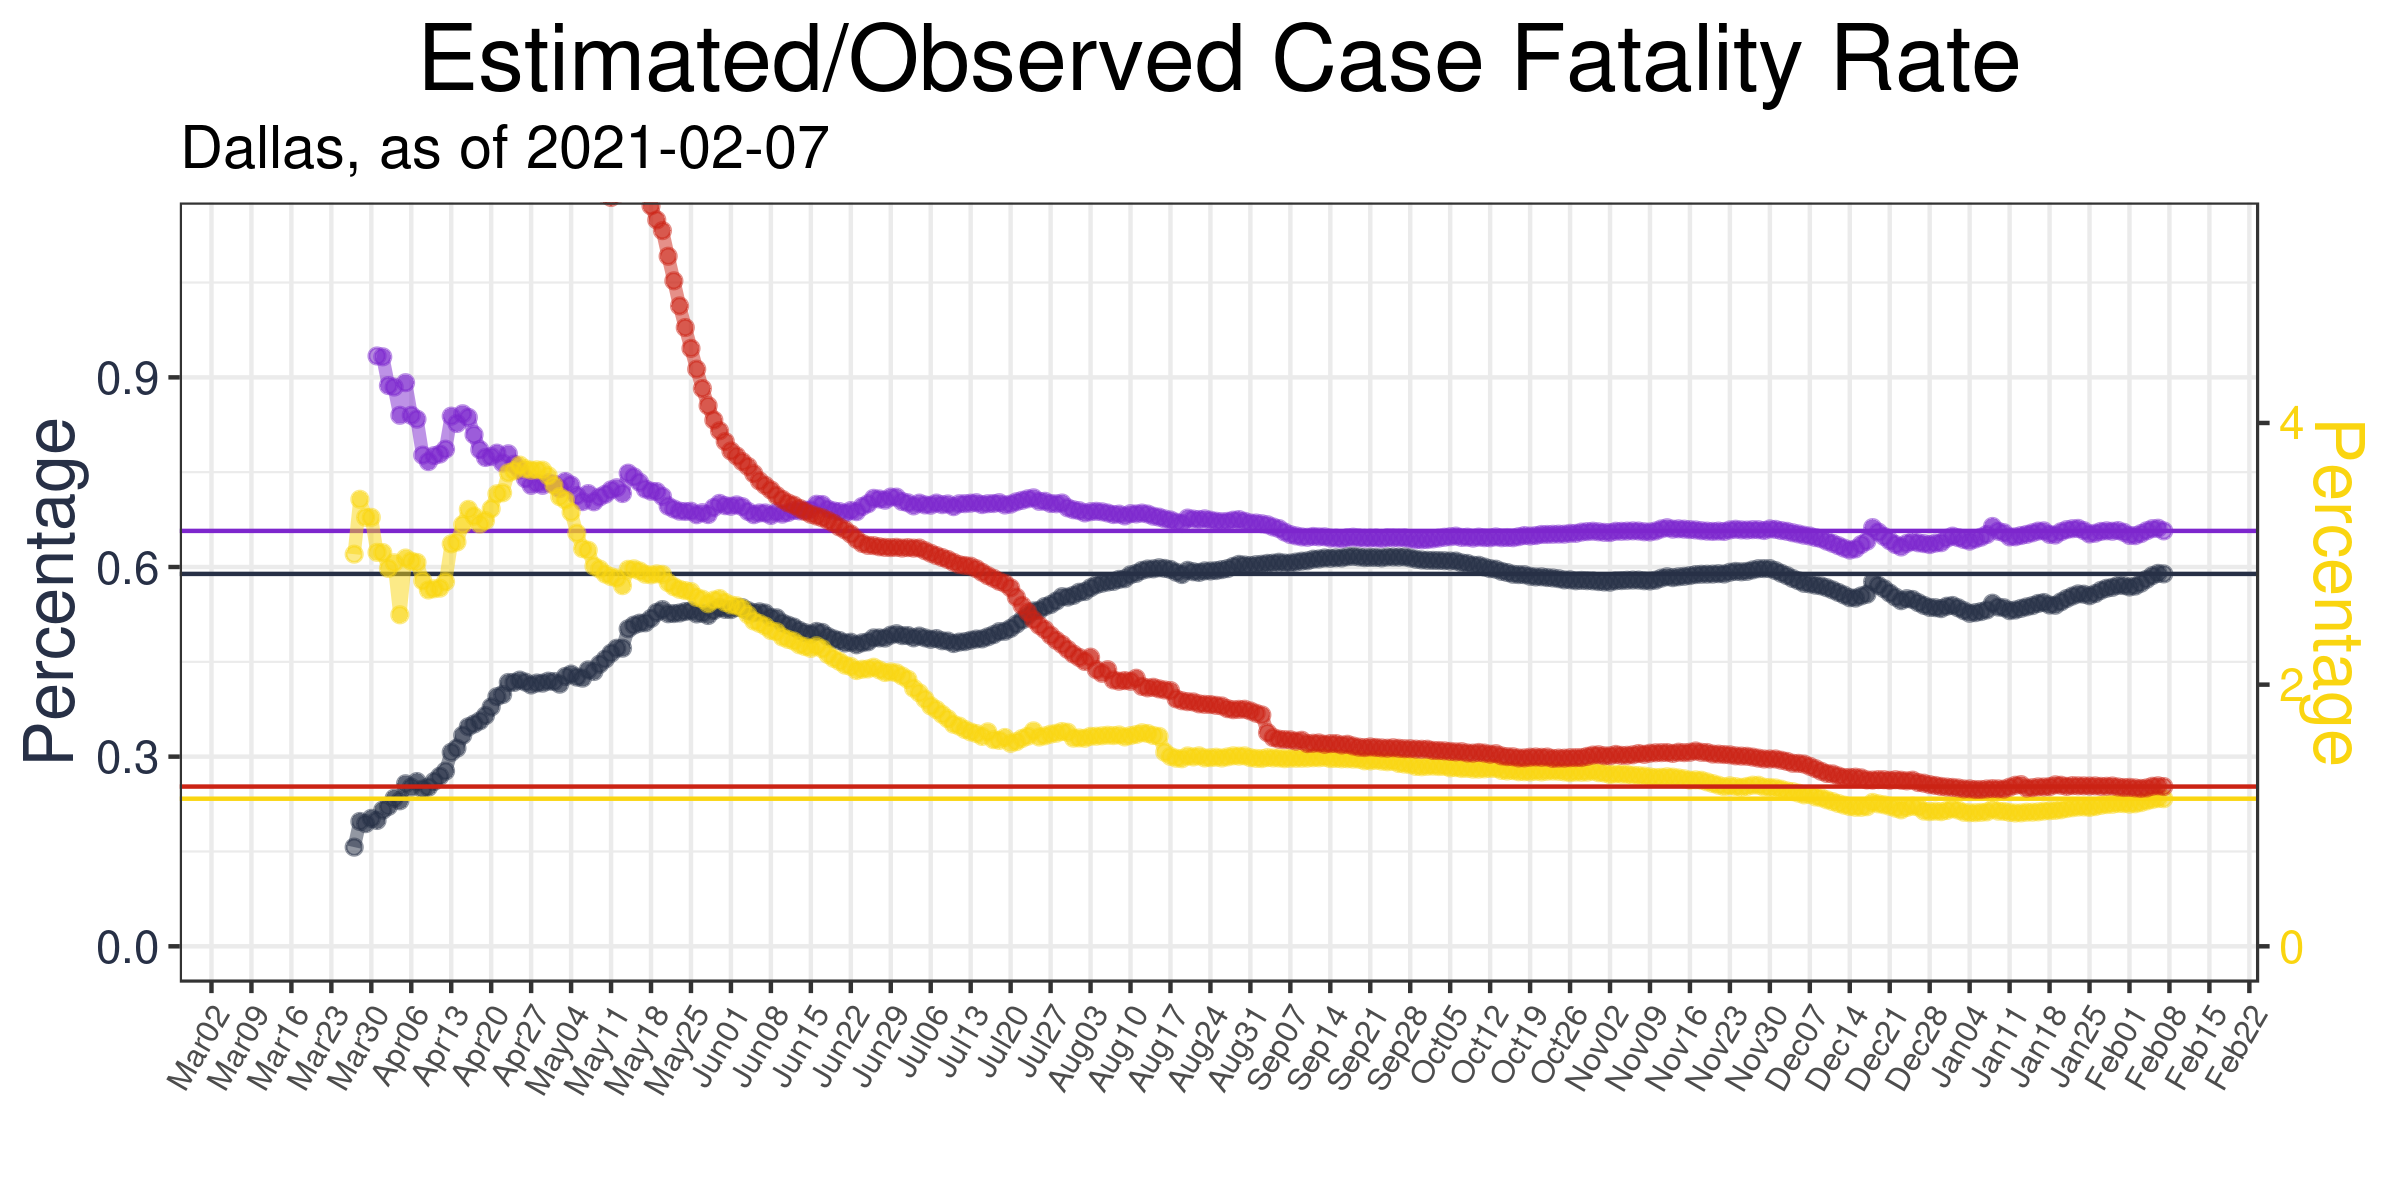 Estimated/Observed Case Fatality Rate
Dallas, as of 2021-02-07
Percentage
0.9
0.6
0.3
0.0
4
2
0
Percentage
Mar02
Mar09
Mar16
Mar23
Mar30
Apr06
Apr13
Apr20
Apr27
May04
May11
May18
May25
Jun01
Jun08
Jun15
Jun22
Jun29
Jul06
Jul13
Jul20
Jul27
Aug03
Aug10
Aug17
Aug24
Aug31
Sep07
Sep14
Sep21
Sep28
Oct05
Oct12
Oct19
Oct26
Nov02
Nov09
Nov16
Nov23
Nov30
Dec07
Dec14
Dec21
Dec28
Jan04
Jan11
Jan18
Jan25
Feb01
Feb08
Feb15
Feb22